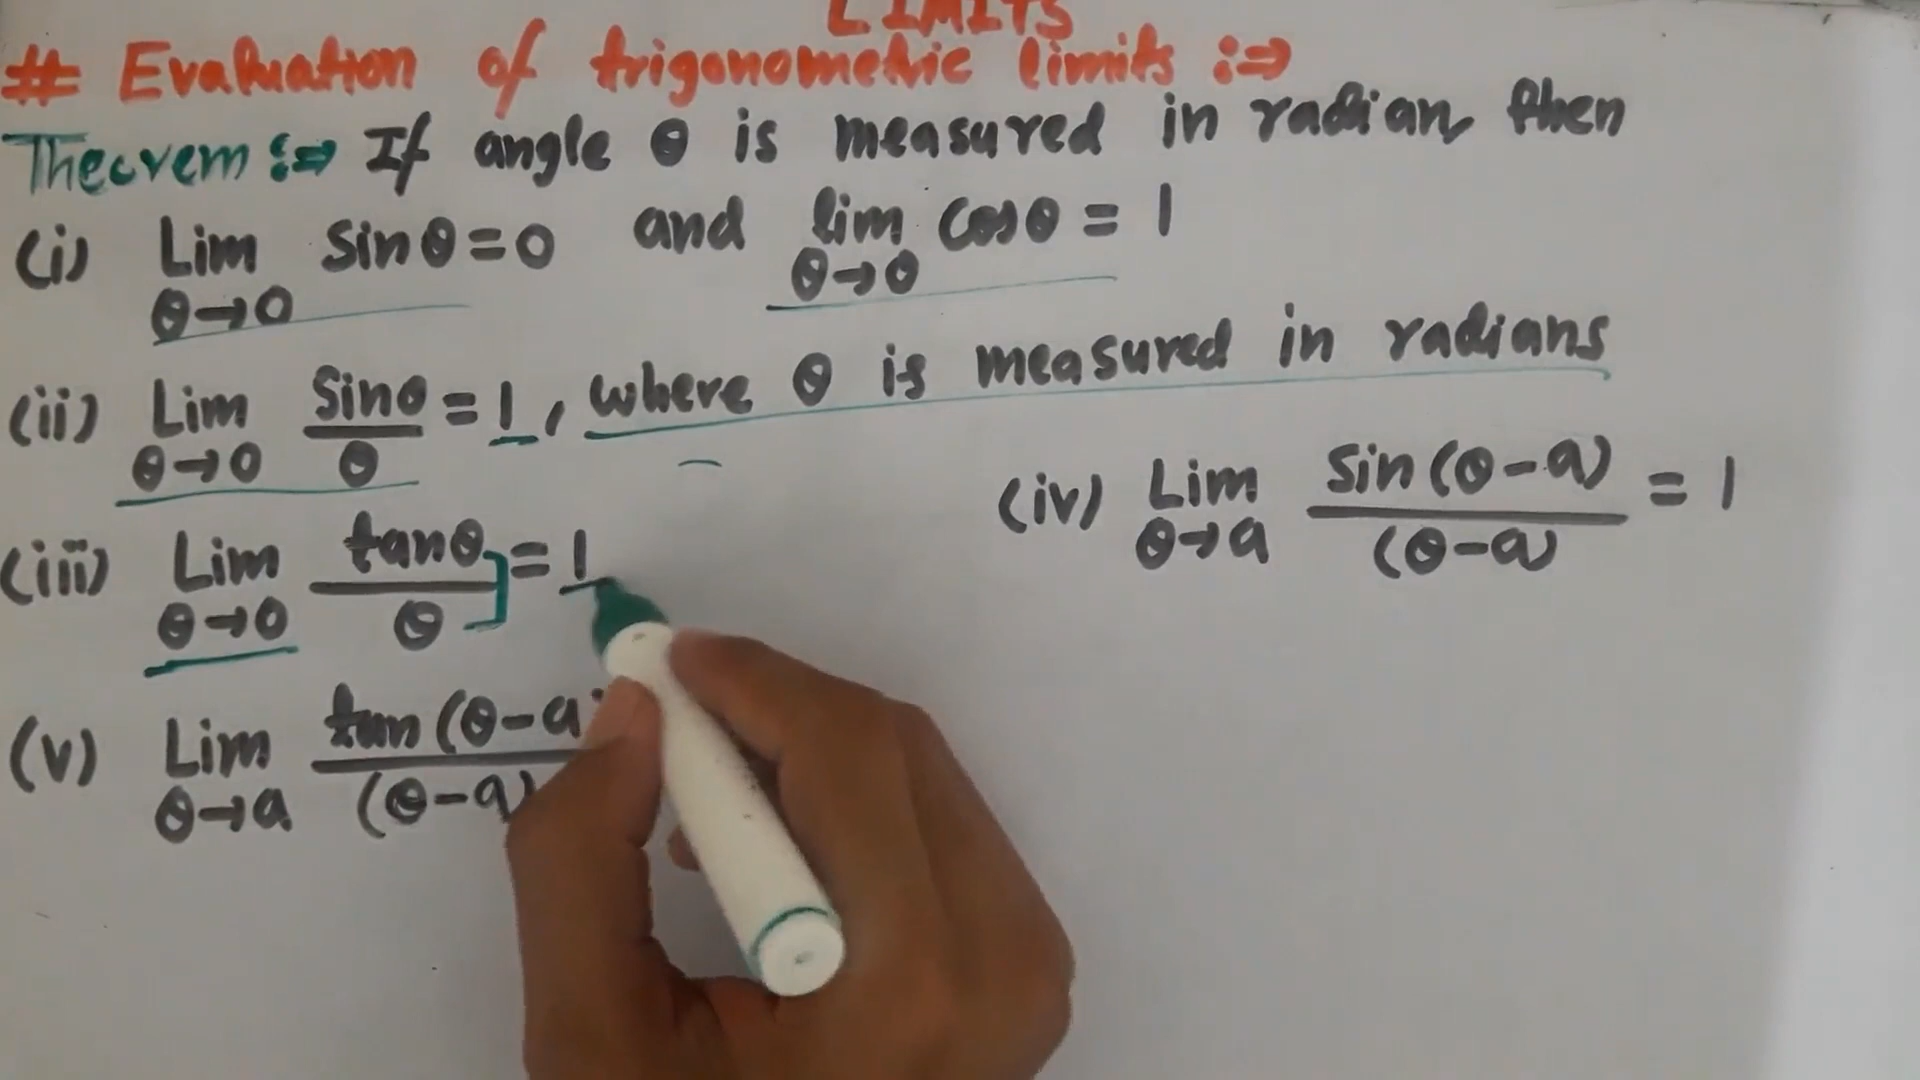 LIMITS
# Evaluation of trigonometric limits :⇒
Theorem :⇒ If angle θ is measured in radian, then
(i) Lim θ→0 sinθ = 0 and lim θ→0 cosθ = 1
(ii) Lim θ→0 Sinθ/θ = 1, where θ is measured in radians
(iii) Lim θ→0 tanθ/θ = 1
(iv) Lim θ→a Sin(θ-a)/(θ-a) = 1
(v) Lim θ→a tan(θ-a/(θ-a)